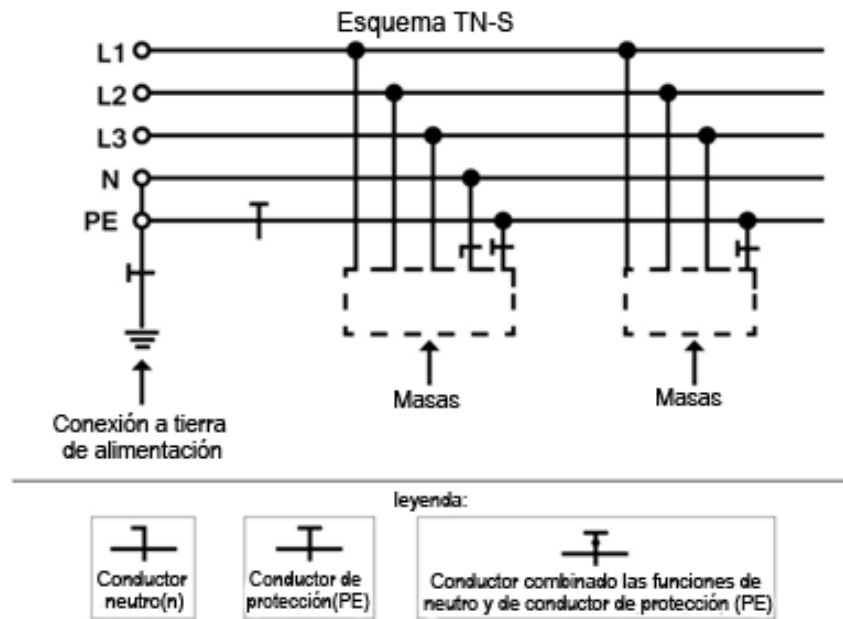 Esquema TN-S
L1
L2
L3
N
PE
Masas
Masas
Conexión a tierra
de alimentación
leyenda:
Conductor
neutro(n)
Conductor de
protección(PE)
Conductor combinado las funciones de
neutro y de conductor de protección (PE)